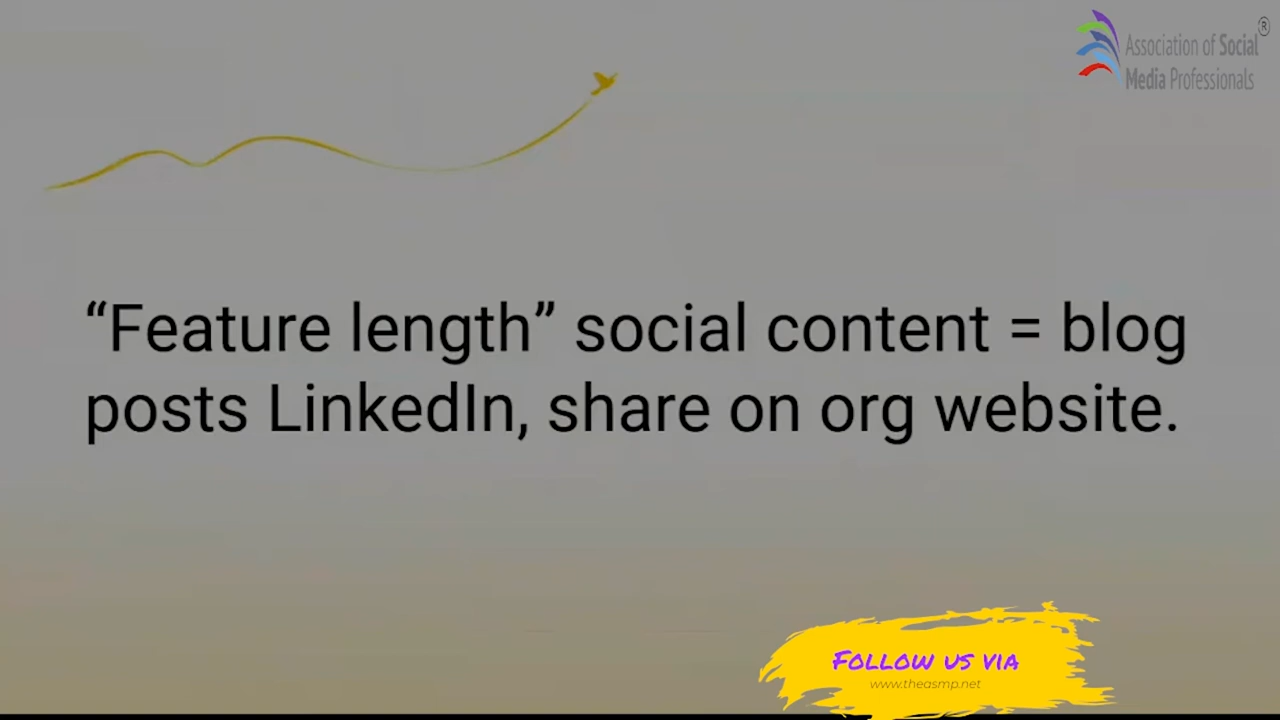 Association of Social ®
Media Professionals
“Feature length” social content = blog
posts LinkedIn, share on org website.
Follow us via
www.theasmp.net